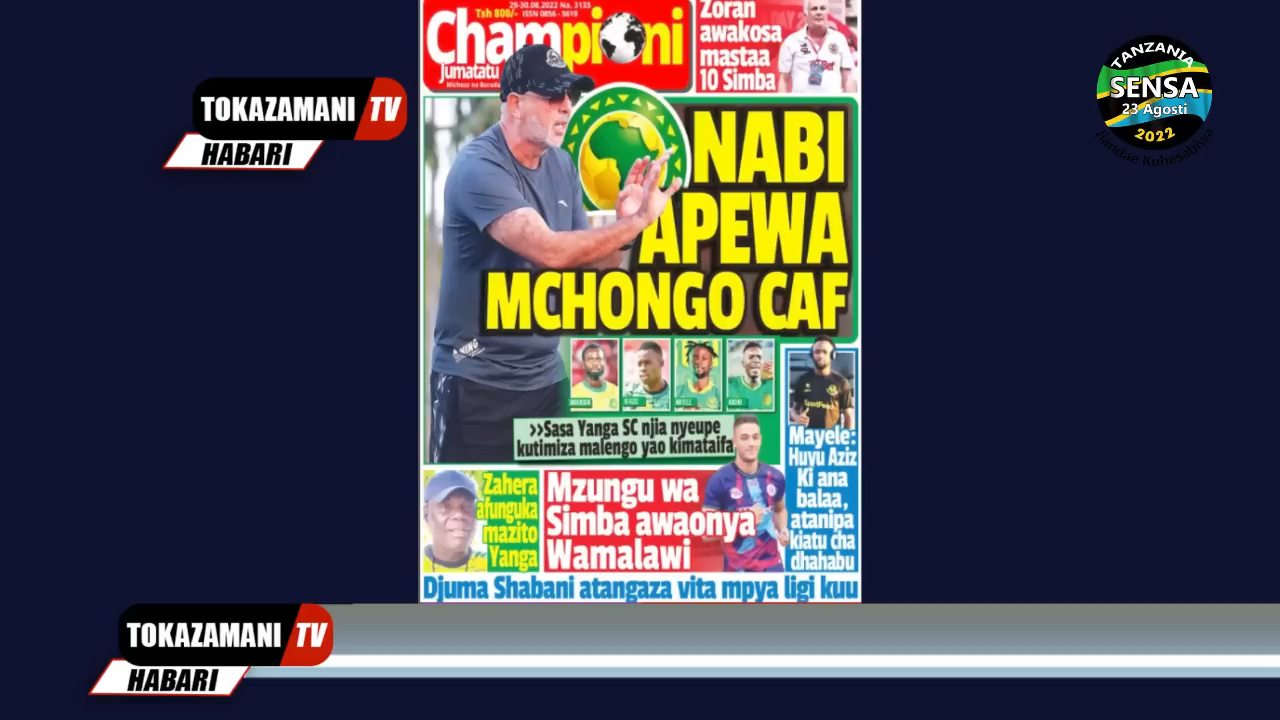 29-30.08.2022 Na. 3135
Tsh 800/- ISSN 0856 - 5619
Championi
Jumatatu
Zoran
awakosa
mastaa
10 Simba
TOKAZAMANI TV
HABARI
TANZANIA
SENSA
23 Agosti
2022
Jiandae Kuhesabiwa
NABI
APEWA
MCHONGO CAF
>>Sasa Yanga SC njia nyeupe
kutimiza malengo yao kimataifa
Mayele:
Huyu Aziz
Ki ana
balaa,
atanipa
kiatu cha
dhahabu
Zahera
afunguka
mazito
Yanga
Mzungu wa
Simba awaonya
Wamalawi
Djuma Shabani atangaza vita mpya ligi kuu
TOKAZAMANI TV
HABARI